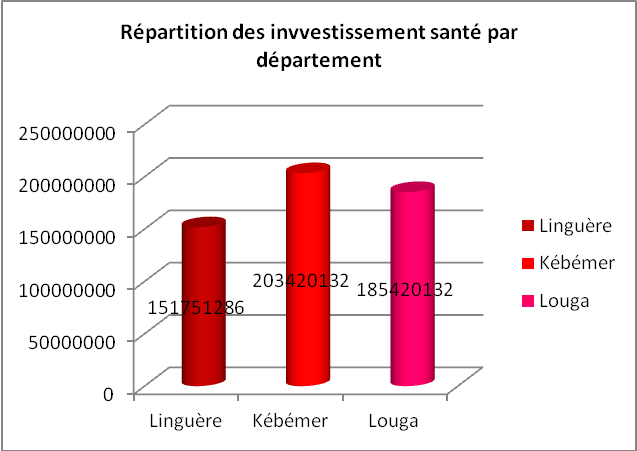 Répartition des invvestissement santé par
département
250000000
200000000
150000000
100000000
50000000
0
151751286
203420132
185420132
Linguère
Kébémer
Louga
Linguère
Kébémer
Louga